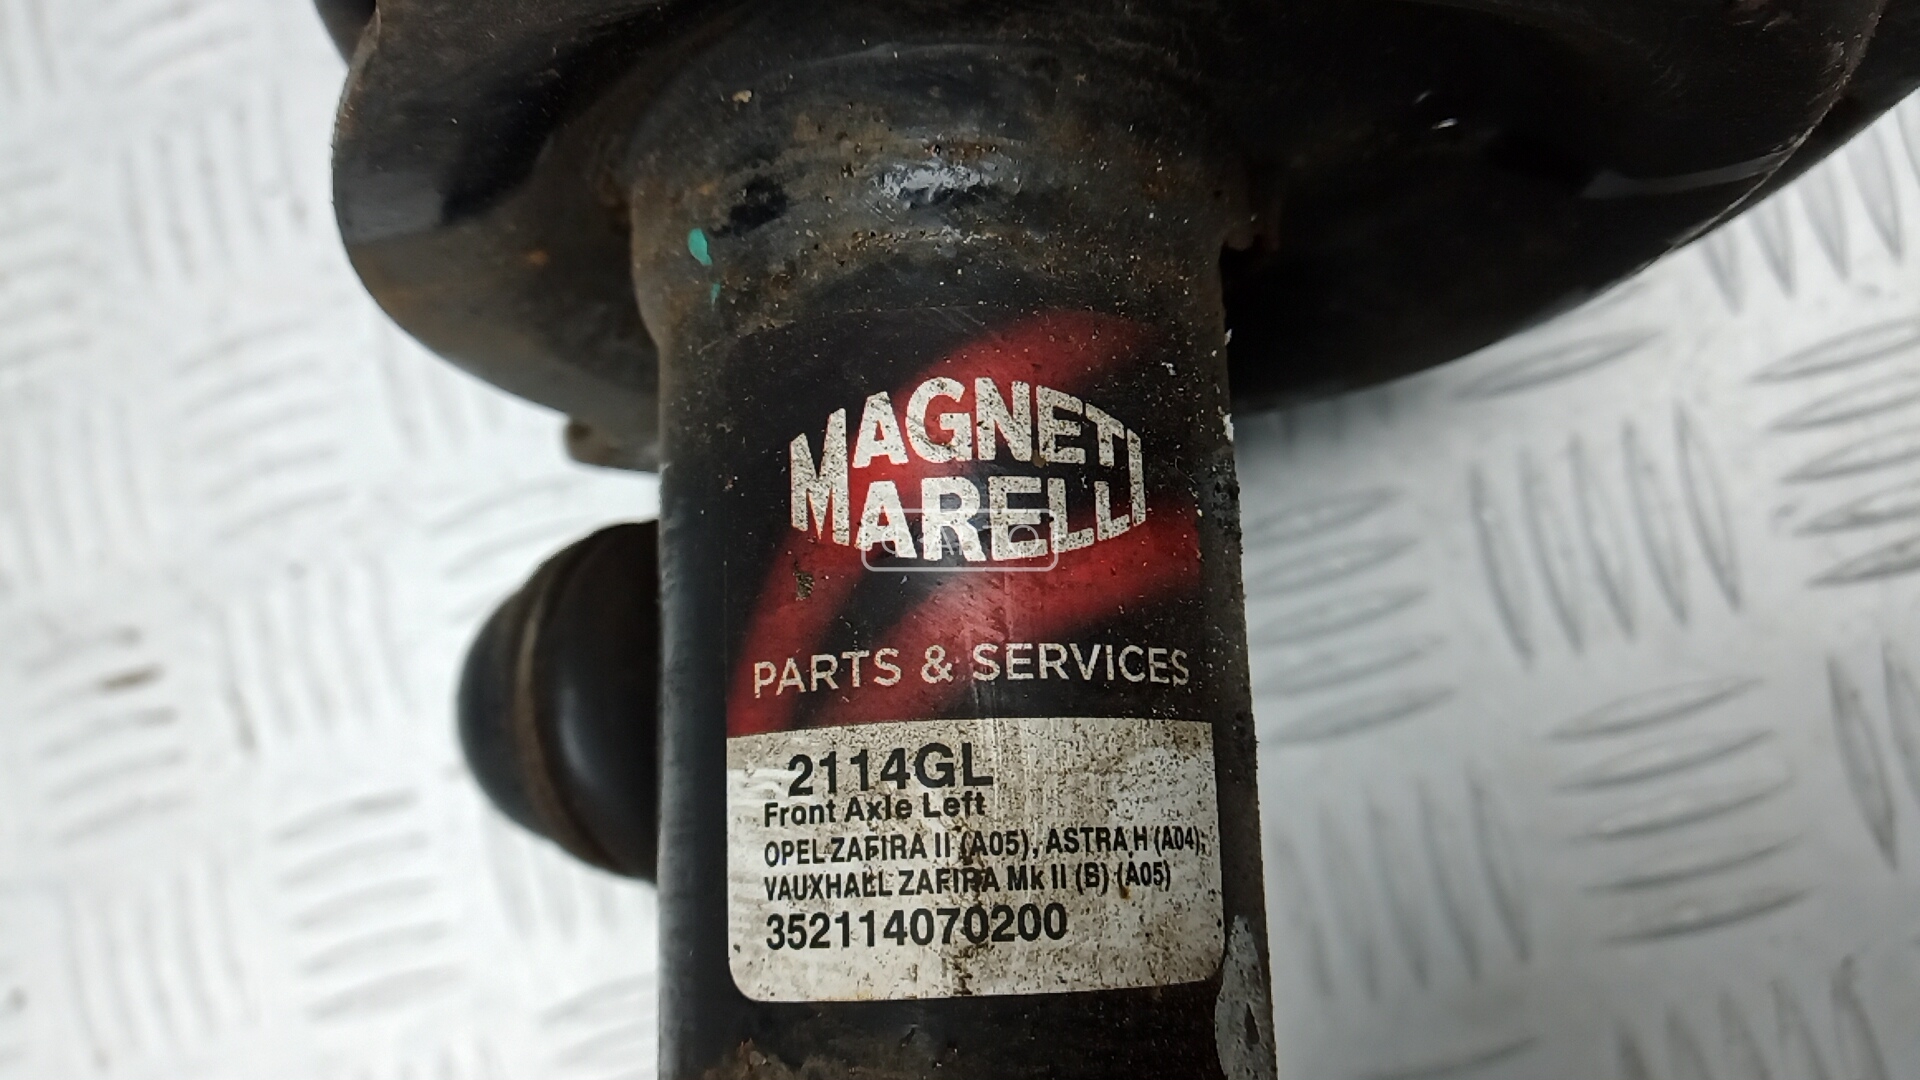 MAGNETI
MARELLI
PARTS & SERVICES
2114GL
Front Axle Left
OPEL ZAFIRA II (A05), ASTRA H (A04),
VAUXHALL ZAFIRA Mk II (B) (A05)
352114070200